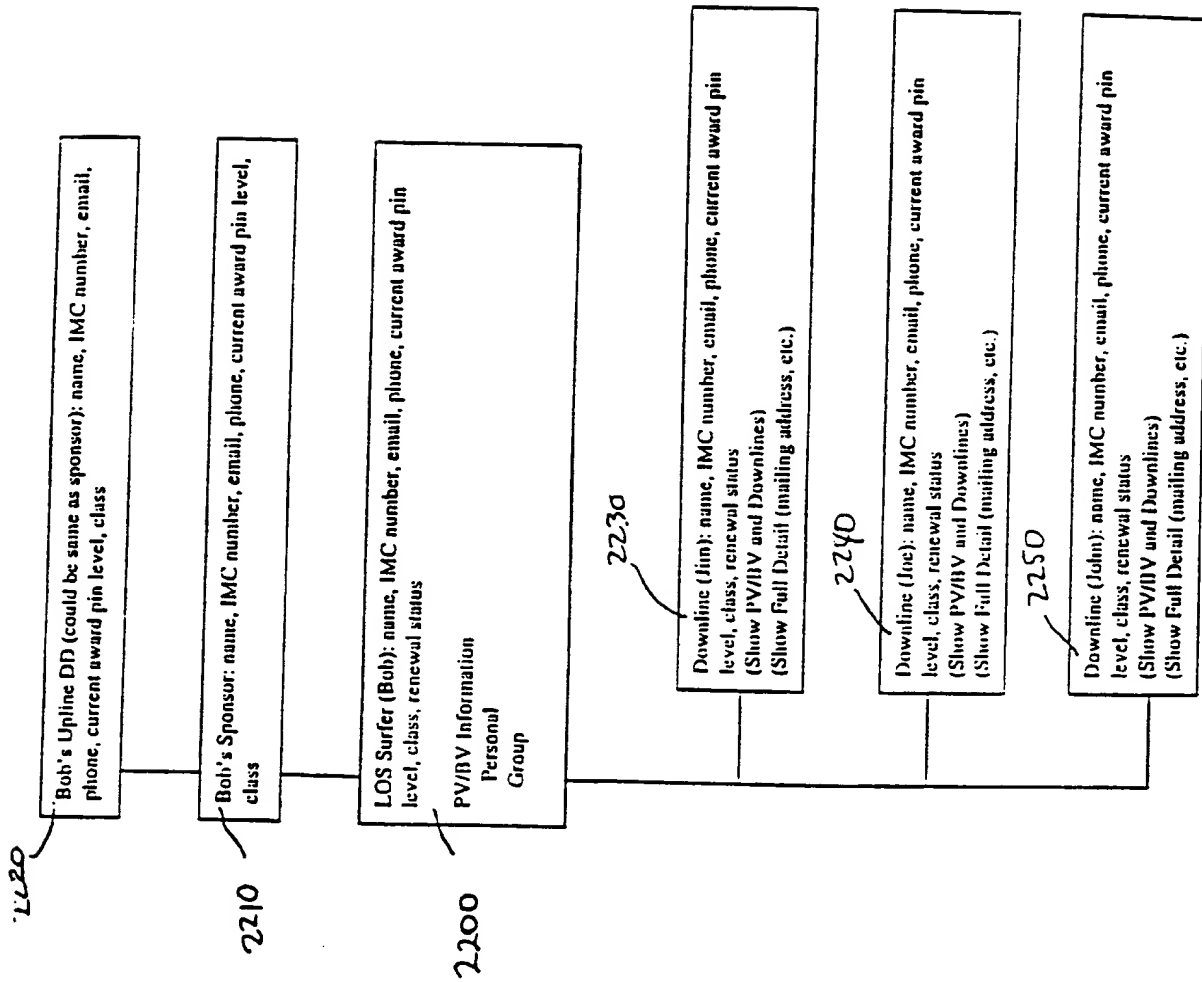 2220
Bob's Upline DD (could be same as sponsor): name, IMC number, email,
phone, current award pin level, class
2210
Bob's Sponsor: name, IMC number, email, phone, current award pin level,
class
2200
LOS Surfer (Bob): name, IMC number, email, phone, current award pin
level, class, renewal status
PV/BV Information
Personal
Group
2230
Downline (Jim): name, IMC number, email, phone, current award pin
level, class, renewal status
(Show PV/BV and Downlines)
(Show Full Detail (mailing address, etc.)
2240
Downline (Joe): name, IMC number, email, phone, current award pin
level, class, renewal status
(Show PV/BV and Downlines)
(Show Full Detail (mailing address, etc.)
2250
Downline (John): name, IMC number, email, phone, current award pin
level, class, renewal status
(Show PV/BV and Downlines)
(Show Full Detail (mailing address, etc.)